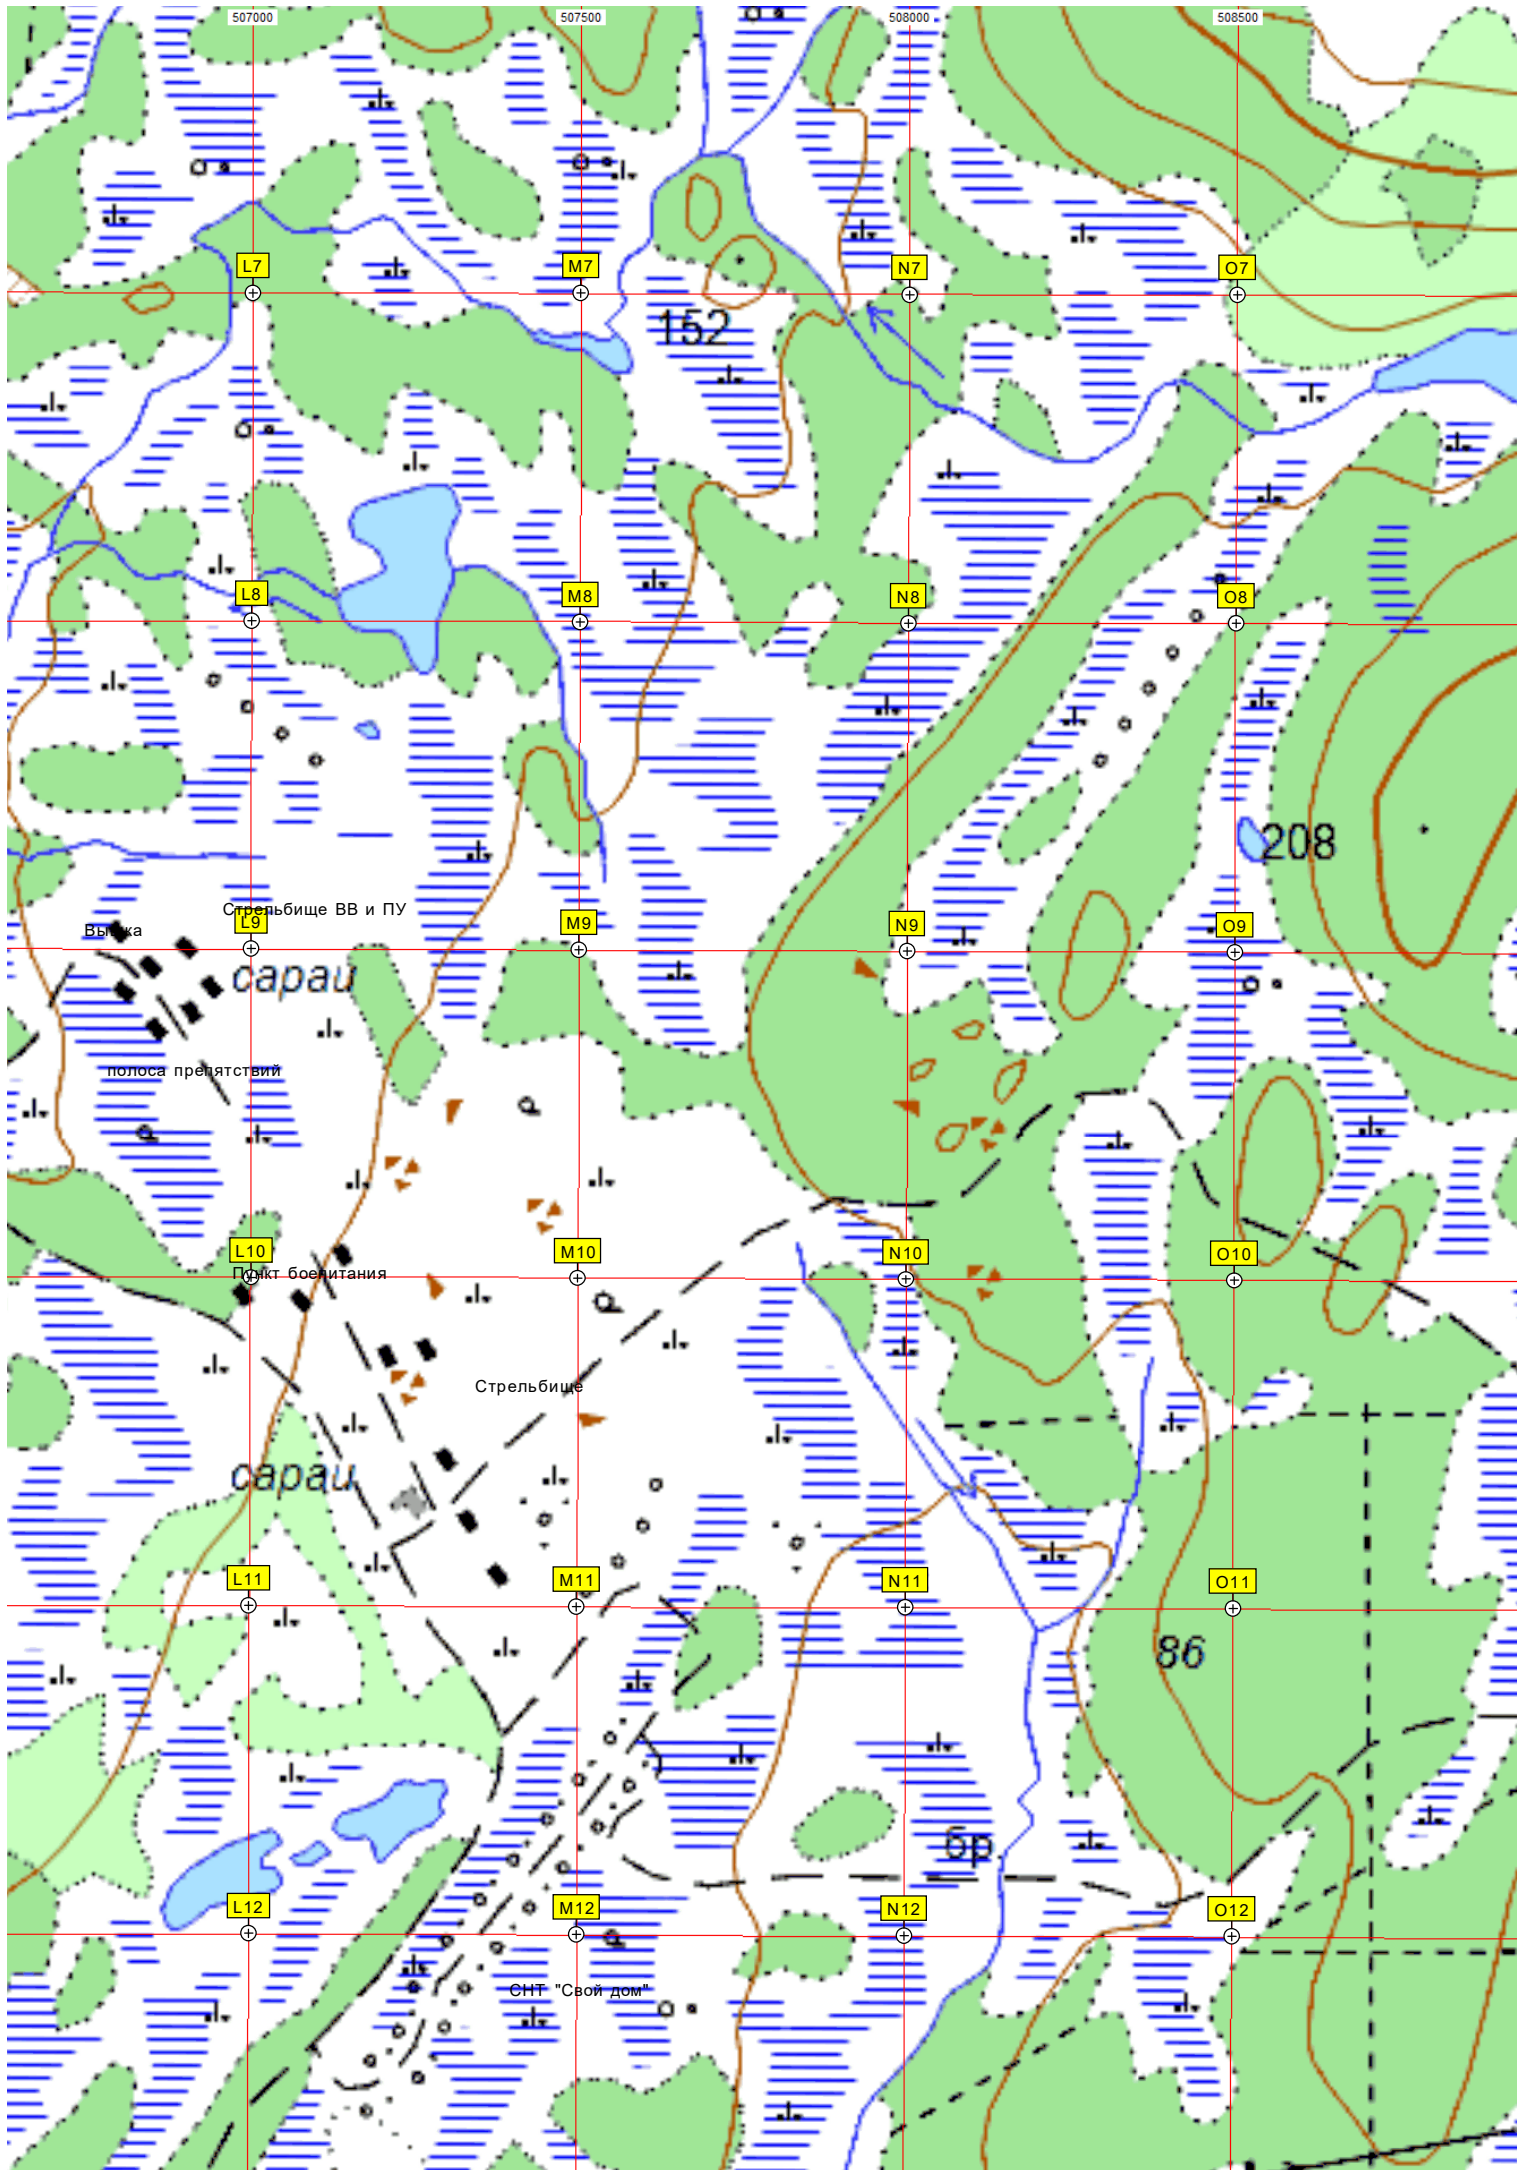 507000 507500 508000 508500
L7 M7 N7 O7
152
L8 M8 N8 O8
208
Стрельбище ВВ и ПУ
L9 M9 N9 O9
Вышка
сараи
полоса препятствий
L10 M10 N10 O10
Пункт боепитания
Стрельбище
сараи
L11 M11 N11 O11
86
бр.
L12 M12 N12 O12
СНТ "Свой дом"